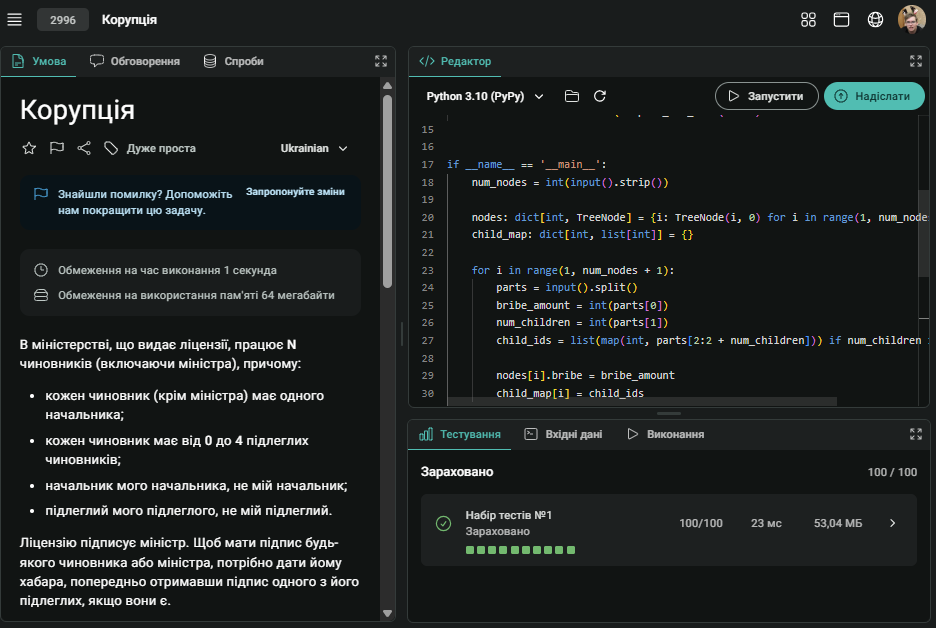 2996 Корупція
Умова Обговорення Спроби
Корупція
Дуже проста Ukrainian
Знайшли помилку? Допоможіть нам покращити цю задачу. Запропонуйте зміни
Обмеження на час виконання 1 секунда
Обмеження на використання пам'яті 64 мегабайти
В міністерстві, що видає ліцензії, працює N
чиновників (включаючи міністра), причому:
• кожен чиновник (крім міністра) має одного
начальника;
• кожен чиновник має від 0 до 4 підлеглих
чиновників;
• начальник мого начальника, не мій начальник;
• підлеглий мого підлеглого, не мій підлеглий.
Ліцензію підписує міністр. Щоб мати підпис будь-
якого чиновника або міністра, потрібно дати йому
хабара, попередньо отримавши підпис одного з його
підлеглих, якщо вони є.
</> Редактор
Python 3.10 (PyPy) Запустити Надіслати
15
16
17 if __name__ == '__main__':
18 num_nodes = int(input().strip())
19
20 nodes: dict[int, TreeNode] = {i: TreeNode(i, 0) for i in range(1, num_node
21 child_map: dict[int, list[int]] = {}
22
23 for i in range(1, num_nodes + 1):
24 parts = input().split()
25 bribe_amount = int(parts[0])
26 num_children = int(parts[1])
27 child_ids = list(map(int, parts[2:2 + num_children])) if num_children
28
29 nodes[i].bribe = bribe_amount
30 child_map[i] = child_ids
Тестування Вхідні дані Виконання
Зараховано 100 / 100
Набір тестів №1
Зараховано
100/100 23 мс 53,04 МБ